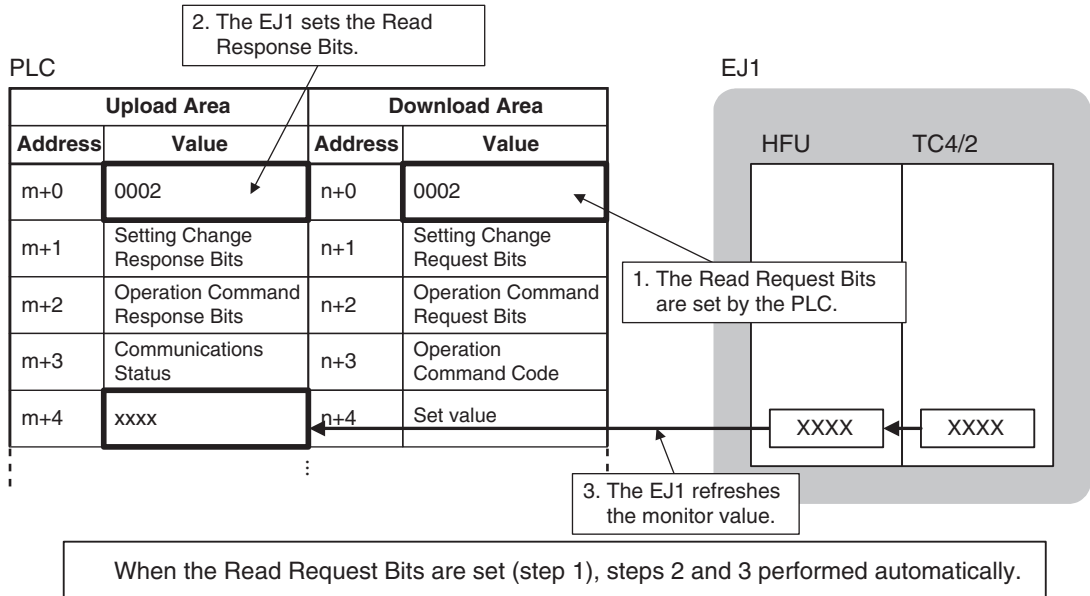 2. The EJ1 sets the Read
Response Bits.
PLC
EJ1
Upload Area Download Area
Address Value Address Value
HFU TC4/2
m+0 0002 n+0 0002
m+1 Setting Change
Response Bits n+1 Setting Change
Request Bits
1. The Read Request Bits
are set by the PLC.
m+2 Operation Command
Response Bits n+2 Operation Command
Request Bits
m+3 Communications
Status n+3 Operation
Command Code
m+4 xxxx n+4 Set value
XXXX XXXX
3. The EJ1 refreshes
the monitor value.
When the Read Request Bits are set (step 1), steps 2 and 3 performed automatically.